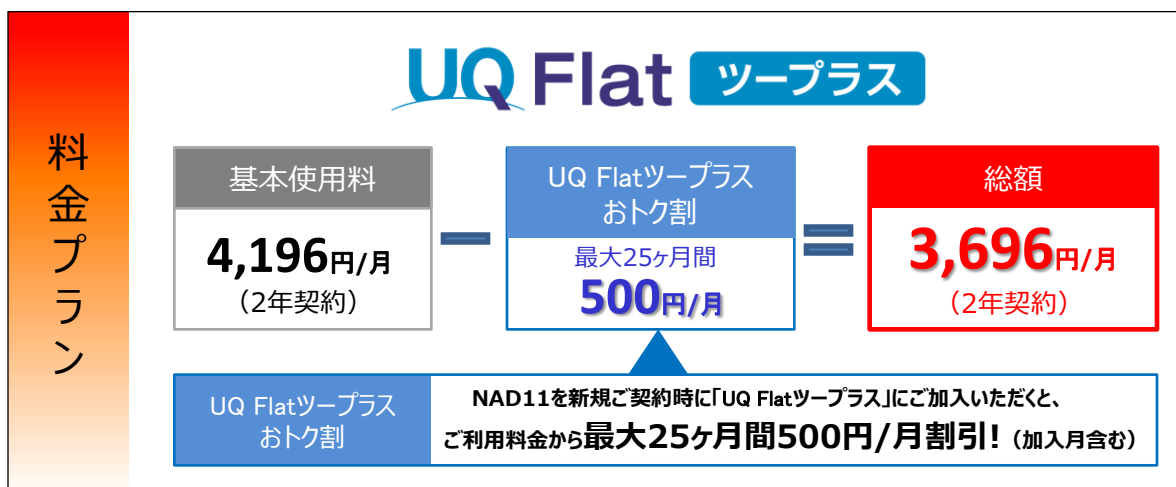 料金プラン
UQ Flat ツープラス
基本使用料
4,196円/月
（2年契約）
UQ Flatツープラス
おトク割
最大25ヶ月間
500円/月
総額
3,696円/月
（2年契約）
UQ Flatツープラス
おトク割
NAD11を新規ご契約時に「UQ Flatツープラス」にご加入いただくと、
ご利用料金から最大25ヶ月間500円/月割引！（加入月含む）